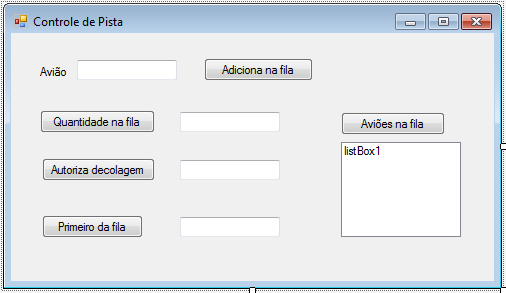 Controle de Pista
Avião
Adiciona na fila
Quantidade na fila
Aviões na fila
listBox1
Autoriza decolagem
Primeiro da fila